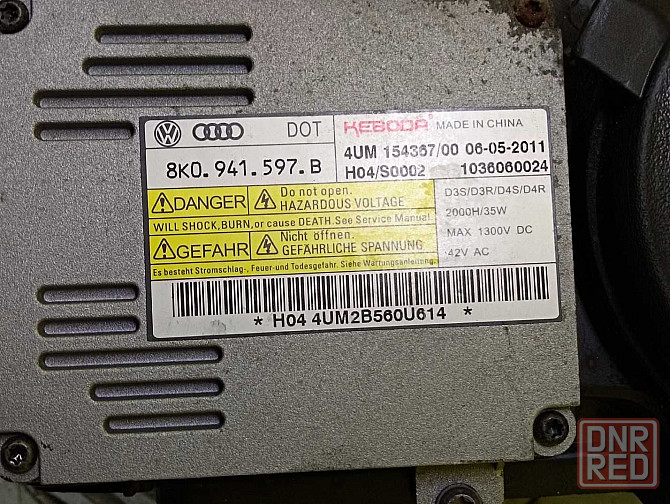 DOT KEBODA MADE IN CHINA
8K0.941.597.B
4UM 154367/00 06-05-2011
H04/S0002 1036060024
DANGER
Do not open.
HAZARDOUS VOLTAGE
WILL SHOCK,BURN,or cause DEATH.See Service Manual
GEFAHR
Nicht öffnen.
GEFÄHRLICHE SPANNUNG
Es besteht Stromschlag-, Feuer-und Todesgefahr. Siehe Wartungsanleitung.
D3S/D3R/D4S/D4R
2000H/35W
MAX 1300V DC
42V AC
* H04 4UM2B560U614 *
DNR
RED